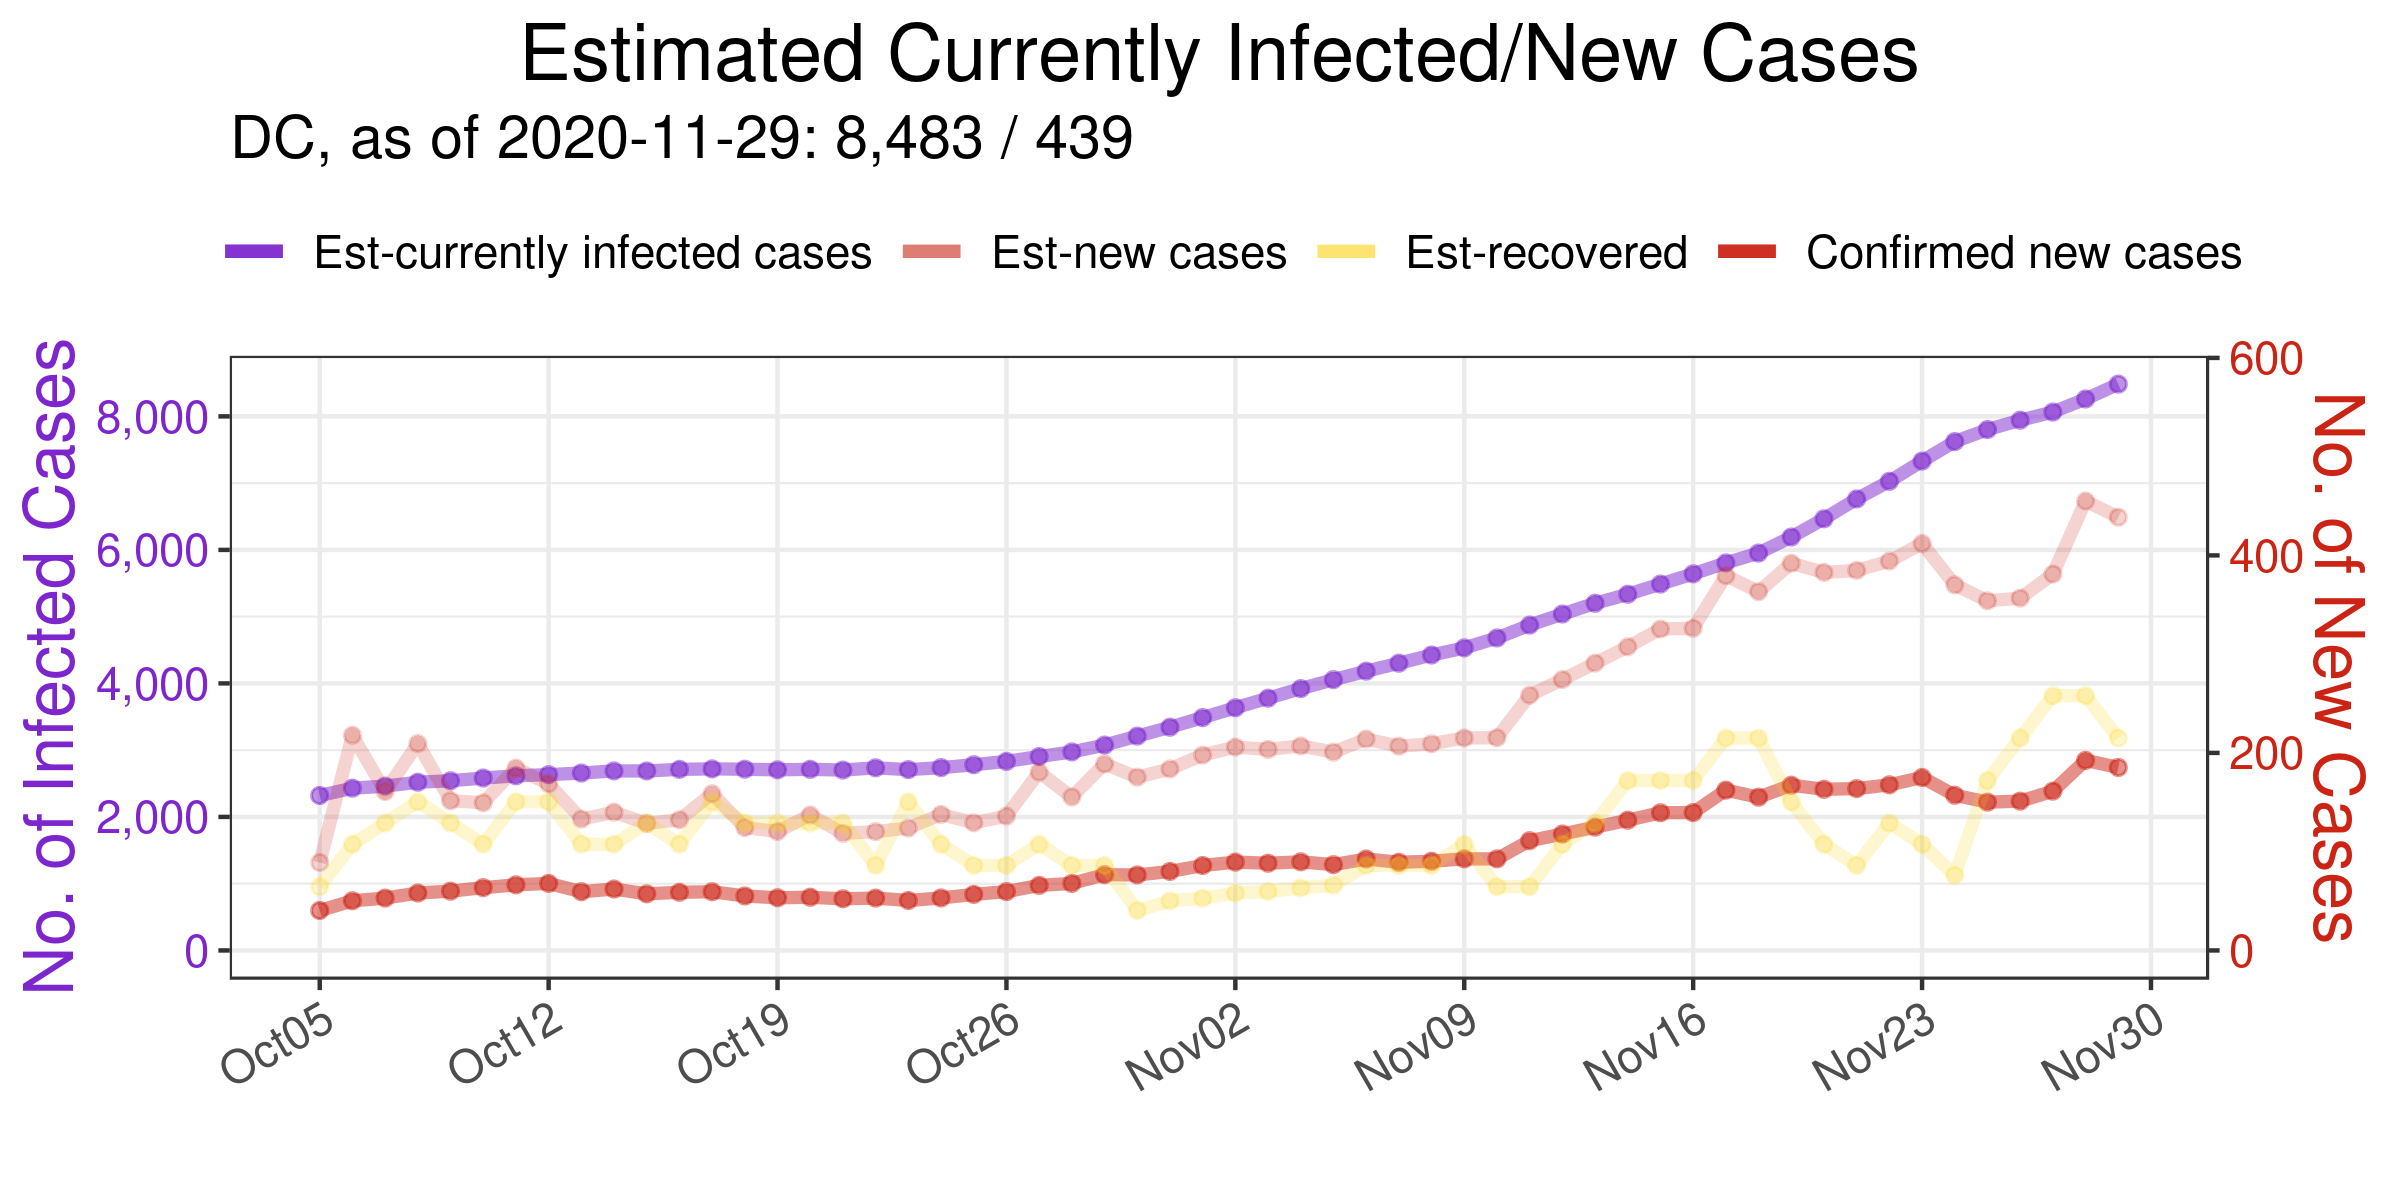 Estimated Currently Infected/New Cases
DC, as of 2020-11-29: 8,483 / 439
Est-currently infected cases Est-new cases Est-recovered Confirmed new cases
No. of Infected Cases
8,000
6,000
4,000
2,000
0
600
400
200
0
No. of New Cases
Oct05 Oct12 Oct19 Oct26 Nov02 Nov09 Nov16 Nov23 Nov30